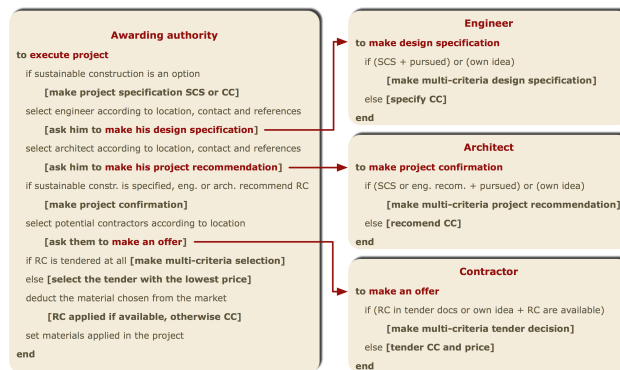 Awarding authority
to execute project
if sustainable construction is an option
[make project specification SCS or CC]
select engineer according to location, contact and references
[ask him to make his design specification]
select architect according to location, contact and references
[ask him to make his project recommendation]
if sustainable constr. is specified, eng. or arch. recommend RC
[make project confirmation]
select potential contractors according to location
[ask them to make an offer]
if RC is tendered at all [make multi-criteria selection]
else [select the tender with the lowest price]
deduct the material chosen from the market
[RC applied if available, otherwise CC]
set materials applied in the project
end
Engineer
to make design specification
if (SCS + pursued) or (own idea)
[make multi-criteria design specification]
else [specify CC]
end
Architect
to make project confirmation
if (SCS or eng. recom. + pursued) or (own idea)
[make multi-criteria project recommendation]
else [recomend CC]
end
Contractor
to make an offer
if (RC in tender docs or own idea + RC are available)
[make multi-criteria tender decision]
else [tender CC and price]
end